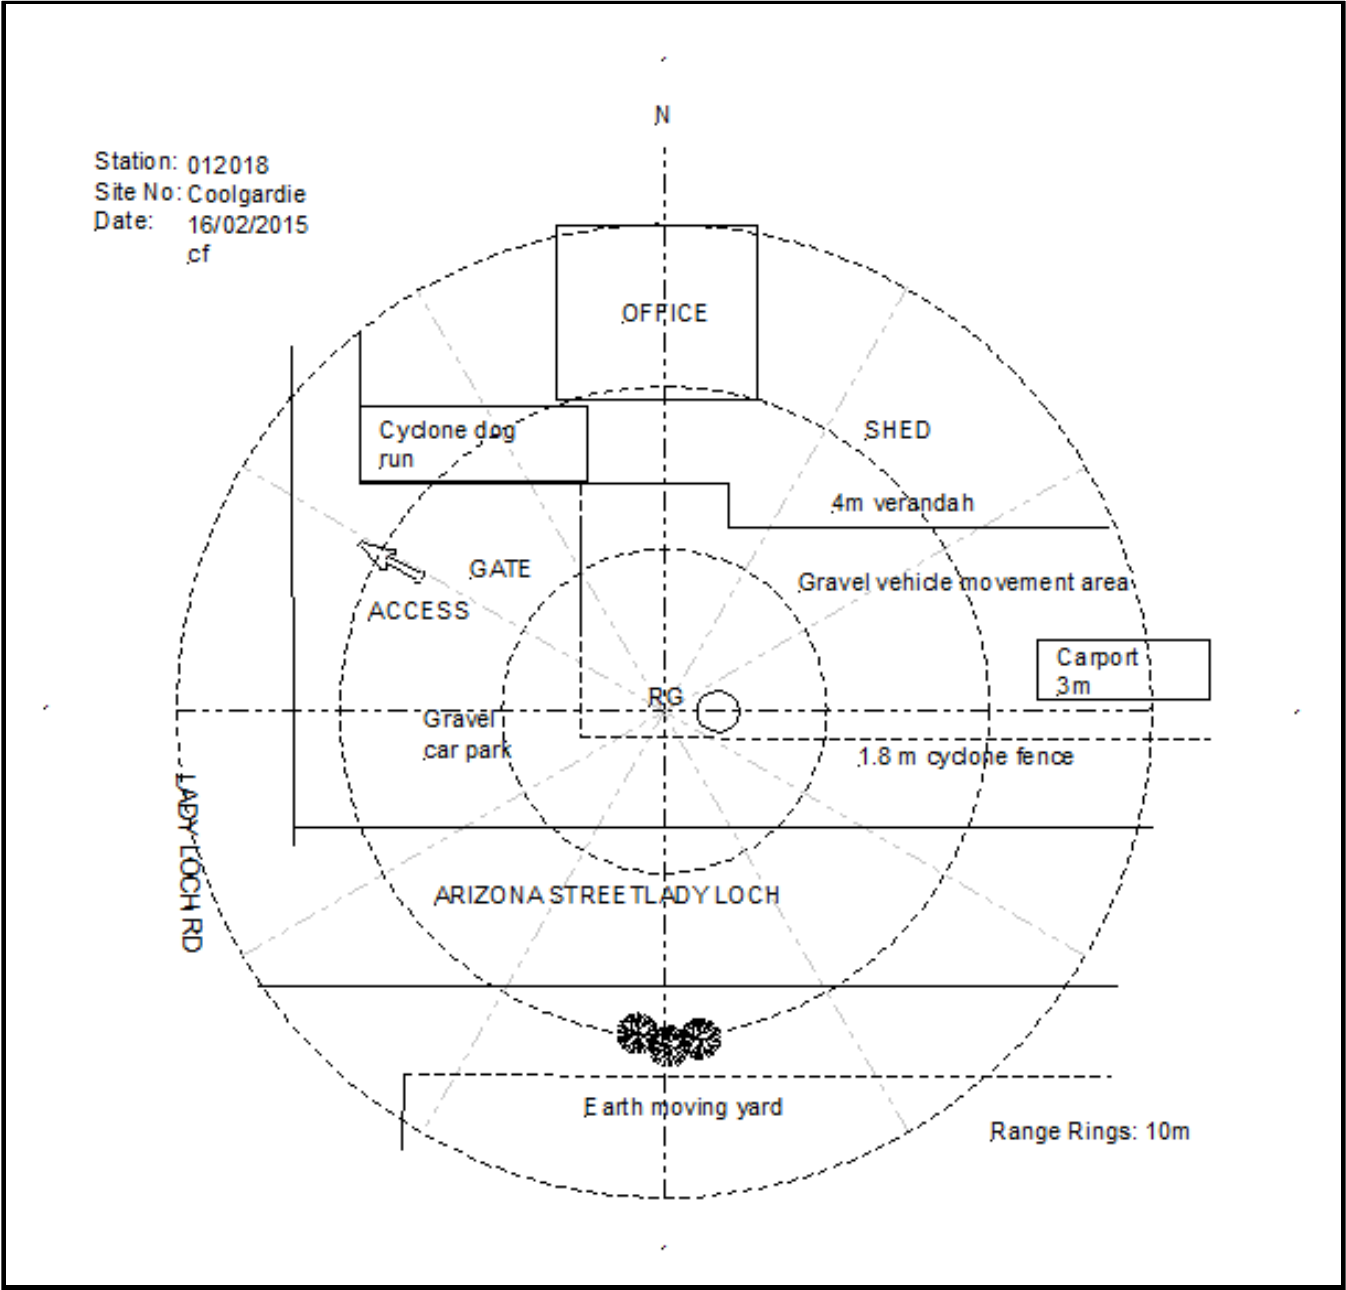 N
Station: 012018
Site No: Coolgardie
Date: 16/02/2015
cf
OFFICE
Cyclone dog
run
SHED
4m verandah
GATE
Gravel vehicle movement area
ACCESS
Carport
3m
RG
Gravel
car park
1.8 m cyclone fence
LADY LOCH RD
ARIZONA STREETLADY LOCH
Earth moving yard
Range Rings: 10m